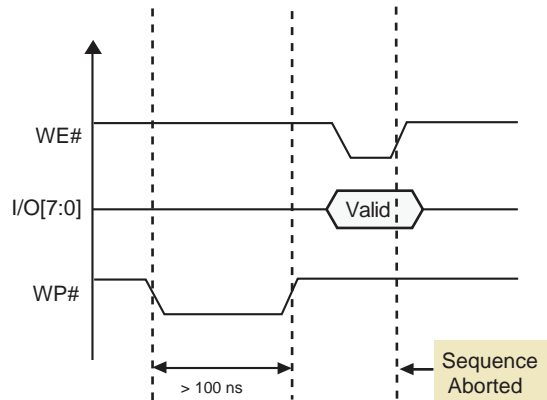 WE#
I/O[7:0]
Valid
WP#
> 100 ns
Sequence
Aborted